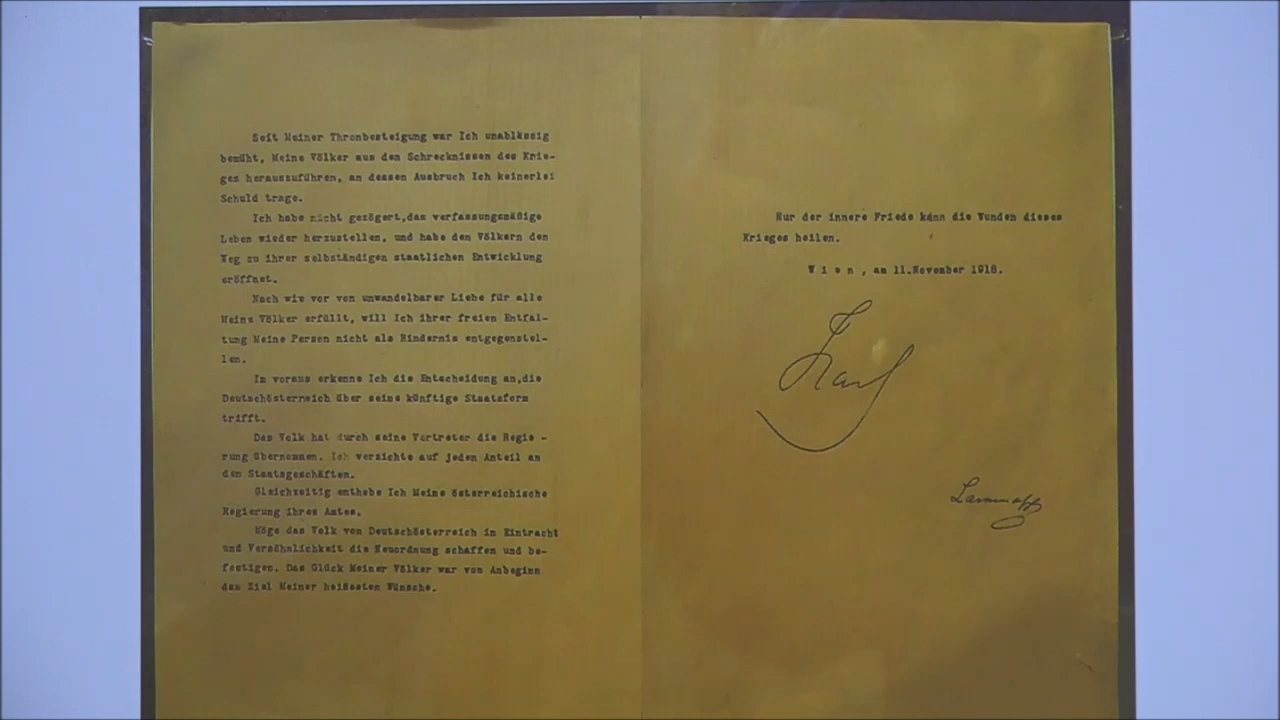 Seit Meiner Thronbesteigung war Ich unablässig
bemüht, Meine Völker aus den Schrecknissen des Krie-
ges herauszuführen, an dessen Ausbruch Ich keinerlei
Schuld trage.
Ich habe nicht gezögert,das verfassungsmäßige
Leben wieder herzustellen, und habe den Völkern den
Weg zu ihrer selbständigen staatlichen Entwicklung
eröffnet.
Nach wie vor von unwandelbarer Liebe für alle
Meine Völker erfüllt, will Ich ihrer freien Entfal-
tung Meine Person nicht als Hindernis entgegenstel-
len.
Im voraus erkenne Ich die Entscheidung an,die
Deutschösterreich über seine künftige Staatsform
trifft.
Das Volk hat durch seine Vertreter die Regie -
rung übernommen. Ich verzichte auf jeden Anteil an
den Staatsgeschäften.
Gleichzeitig enthebe Ich Meine österreichische
Regierung ihres Amtes.
Möge das Volk von Deutschösterreich in Eintracht
und Versöhnlichkeit die Neuordnung schaffen und be-
festigen. Das Glück Meiner Völker war von Anbeginn
das Ziel Meiner heißesten Wünsche.
Nur der innere Friede kann die Wunden dieses
Krieges heilen.
Wien, am 11.November 1918.
Karl
Lammasch